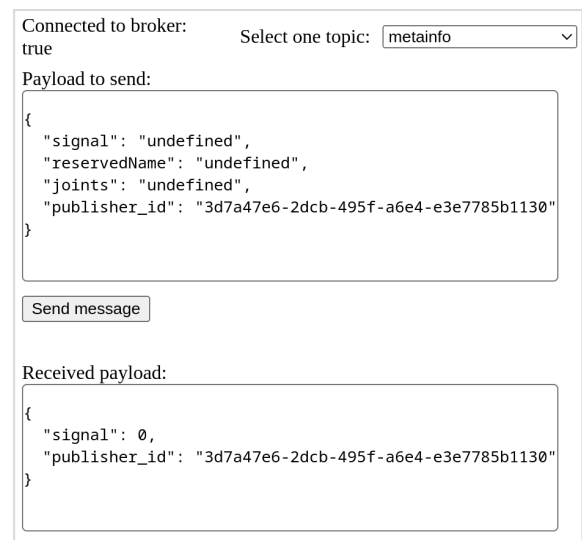 Connected to broker:
true
Select one topic: metainfo
Payload to send:
{
  "signal": "undefined",
  "reservedName": "undefined",
  "joints": "undefined",
  "publisher_id": "3d7a47e6-2dcb-495f-a6e4-e3e7785b1130"
}
Send message
Received payload:
{
  "signal": 0,
  "publisher_id": "3d7a47e6-2dcb-495f-a6e4-e3e7785b1130"
}